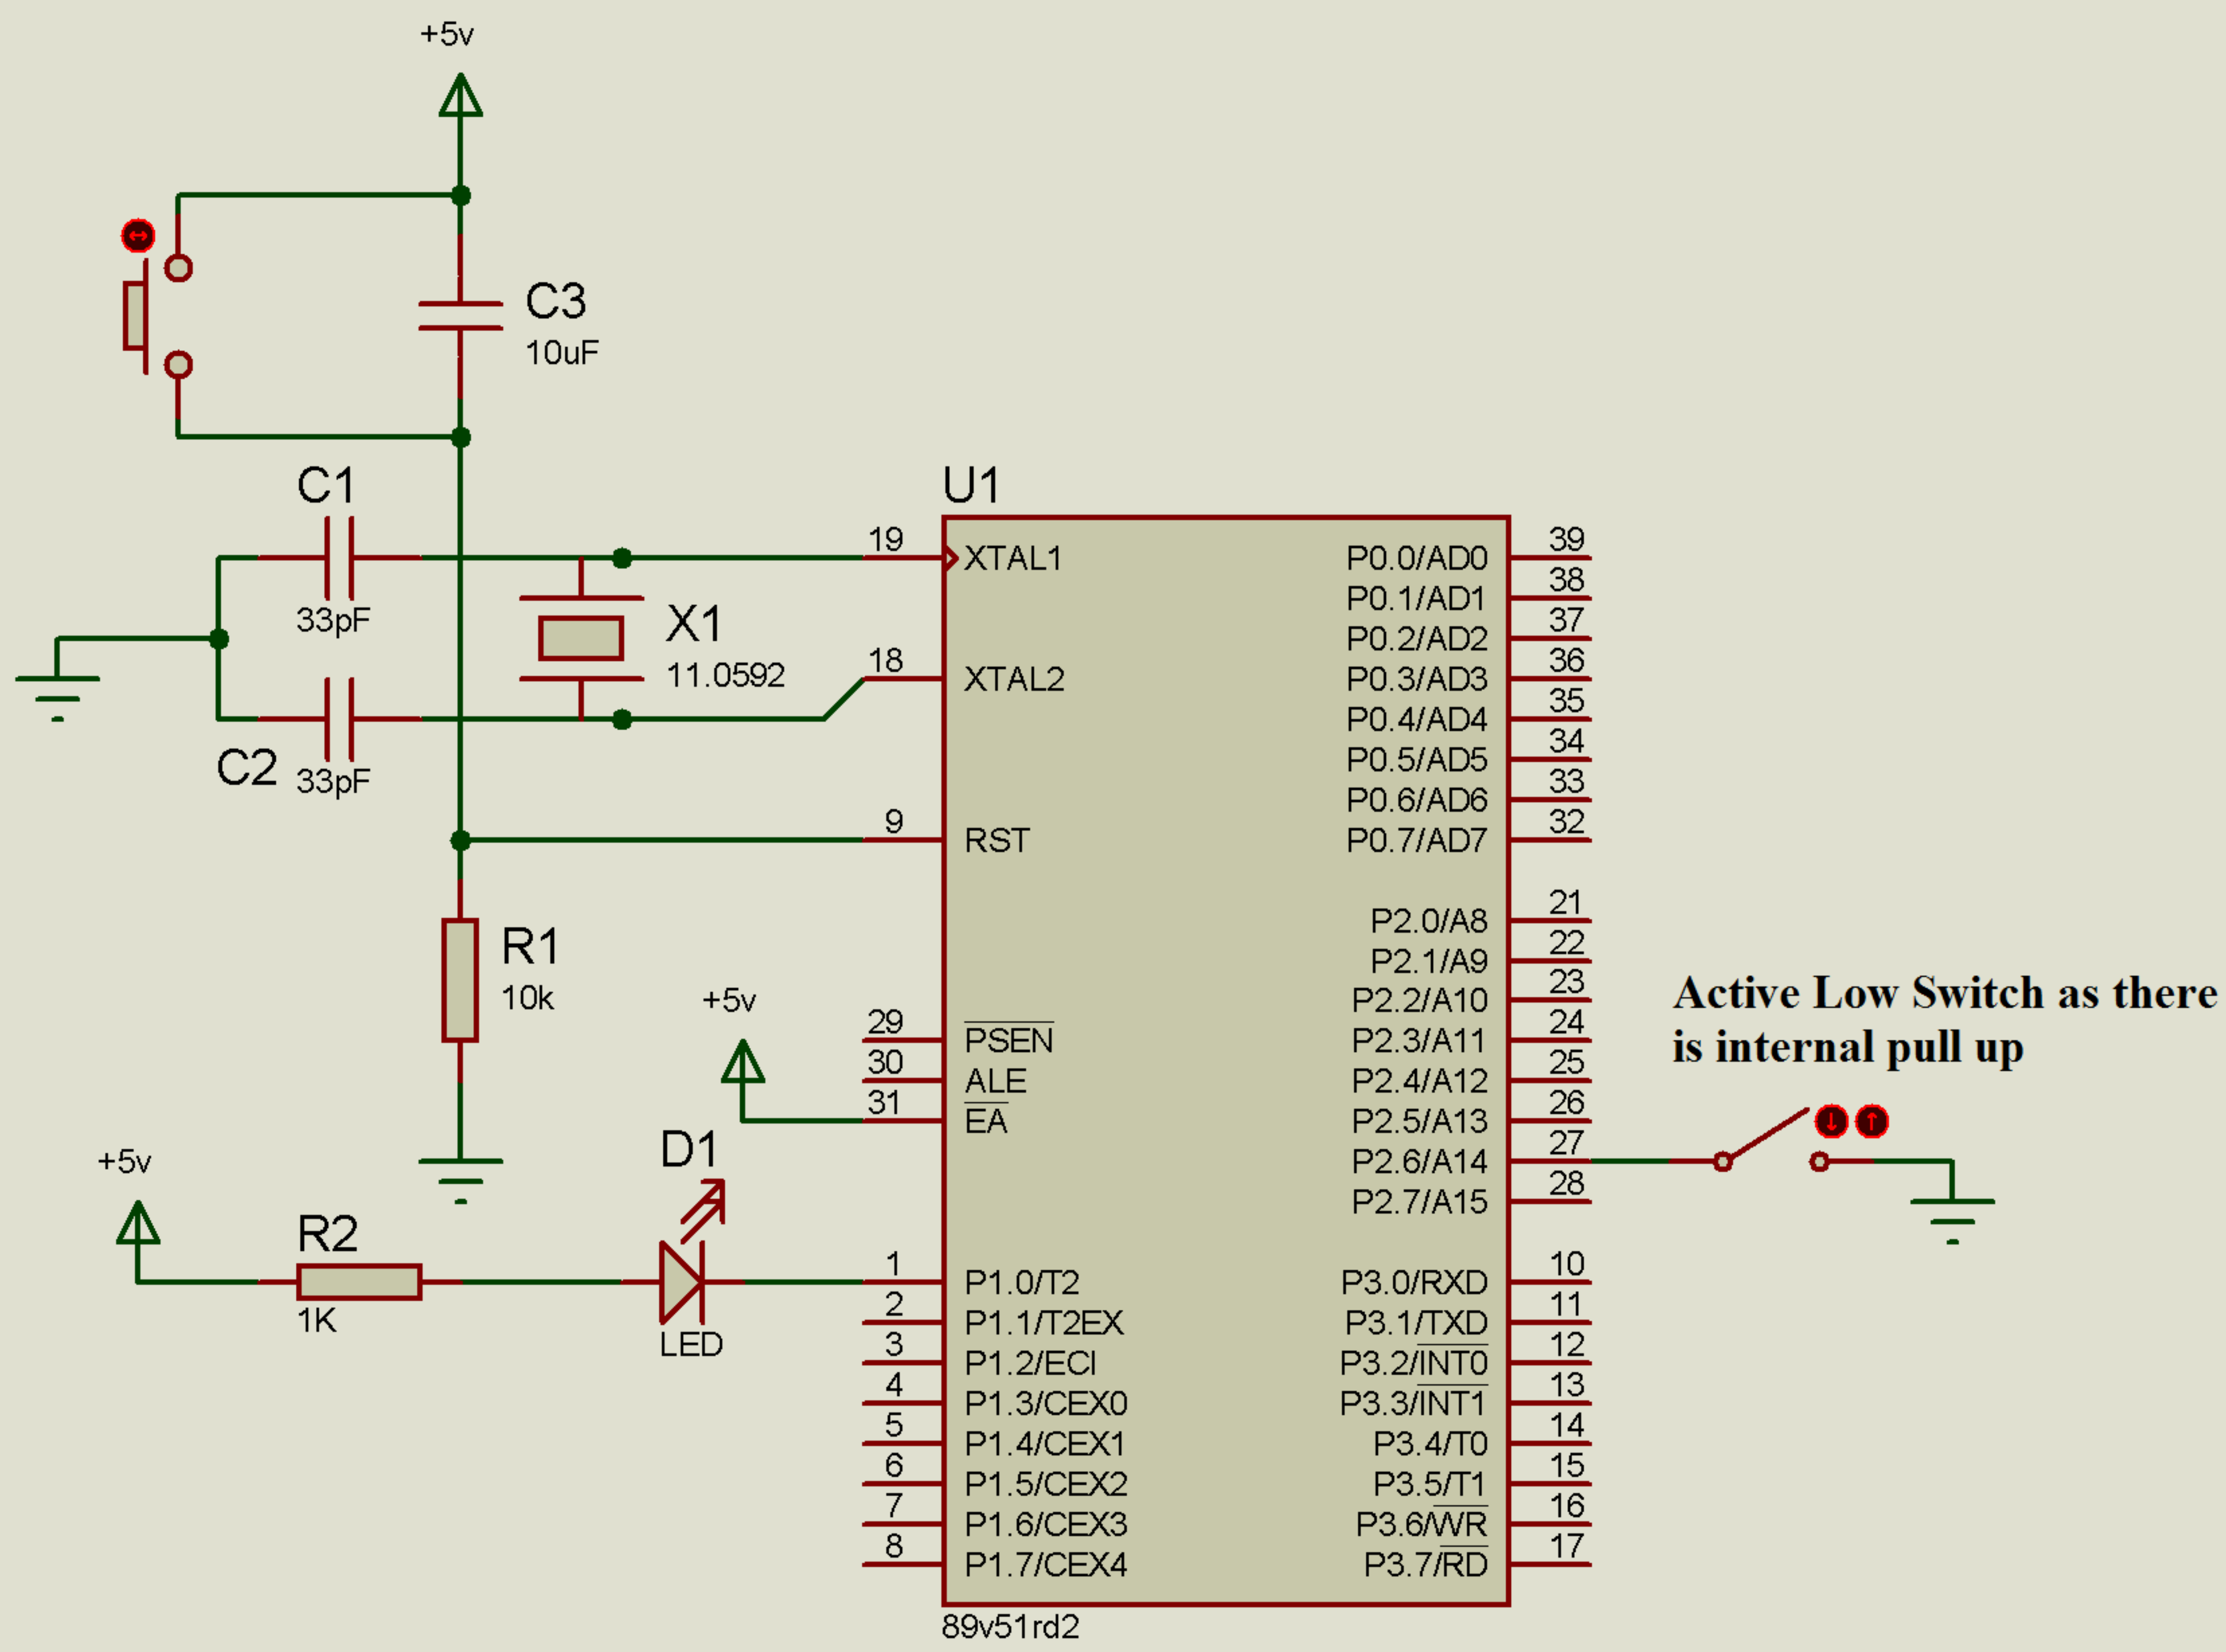 +5v
C3
10uF
C1
33pF
C2
33pF
X1
11.0592
R1
10k
+5v
+5v
R2
1K
D1
LED
U1
19
XTAL1
18
XTAL2
9
RST
29
PSEN
30
ALE
31
EA
1
P1.0/T2
2
P1.1/T2EX
3
P1.2/ECI
4
P1.3/CEX0
5
P1.4/CEX1
6
P1.5/CEX2
7
P1.6/CEX3
8
P1.7/CEX4
P0.0/AD0
39
P0.1/AD1
38
P0.2/AD2
37
P0.3/AD3
36
P0.4/AD4
35
P0.5/AD5
34
P0.6/AD6
33
P0.7/AD7
32
P2.0/A8
21
P2.1/A9
22
P2.2/A10
23
P2.3/A11
24
P2.4/A12
25
P2.5/A13
26
P2.6/A14
27
P2.7/A15
28
P3.0/RXD
10
P3.1/TXD
11
P3.2/INT0
12
P3.3/INT1
13
P3.4/T0
14
P3.5/T1
15
P3.6/WR
16
P3.7/RD
17
89v51rd2
Active Low Switch as there
is internal pull up